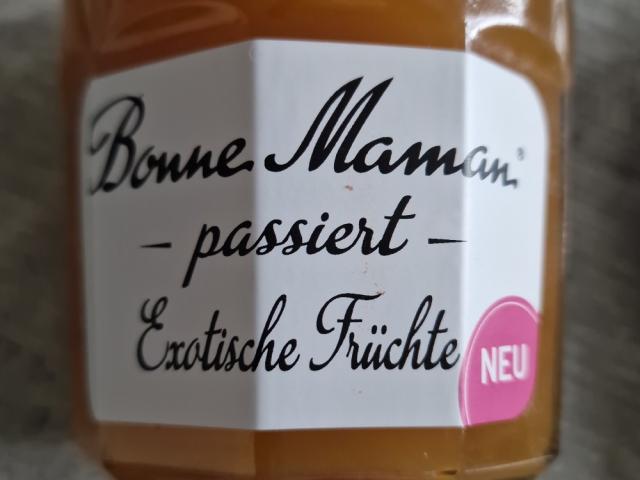 Bonne Maman®
– passiert –
Exotische Früchte
NEU